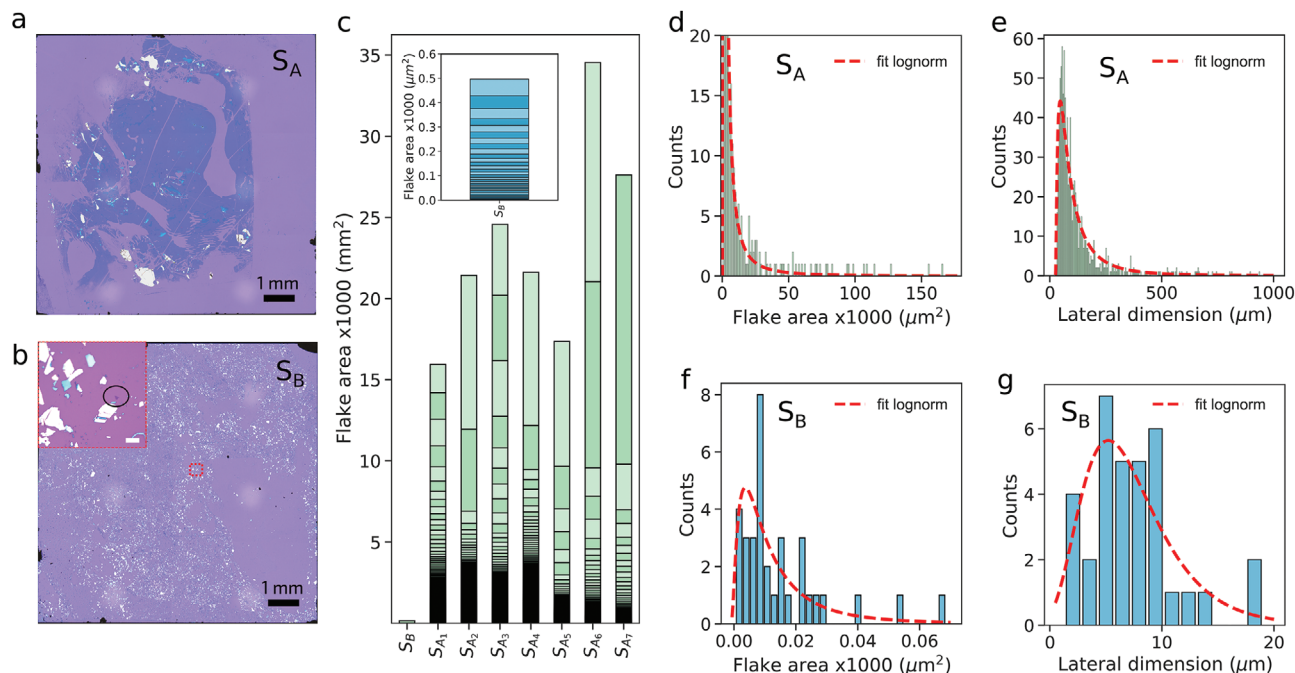 a
S_A
1 mm
b
S_B
1 mm
c
Flake area x1000 (mm²)
35
30
25
20
15
10
5
Flake area x1000 (μm²)
0.6
0.5
0.4
0.3
0.2
0.1
0.0
S_B
S_B
S_A₁
S_A₂
S_A₃
S_A₄
S_A₅
S_A₆
S_A₇
d
S_A
fit lognorm
Counts
20
15
10
5
0
0
50
100
150
Flake area x1000 (μm²)
e
S_A
fit lognorm
Counts
60
50
40
30
20
10
0
0
500
1000
Lateral dimension (μm)
f
S_B
fit lognorm
Counts
8
6
4
2
0
0.00
0.02
0.04
0.06
Flake area x1000 (μm²)
g
S_B
fit lognorm
Counts
6
4
2
0
0
10
20
Lateral dimension (μm)